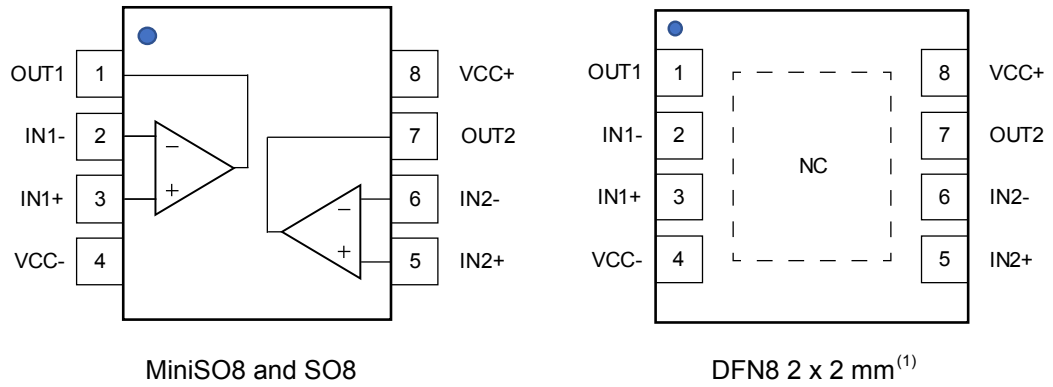 OUT1 1 8 VCC+
IN1- 2 − 7 OUT2
IN1+ 3 + − 6 IN2-
VCC- 4 + 5 IN2+
MiniSO8 and SO8
OUT1 1 8 VCC+
IN1- 2 7 OUT2
NC
IN1+ 3 6 IN2-
VCC- 4 5 IN2+
DFN8 2 x 2 mm(1)